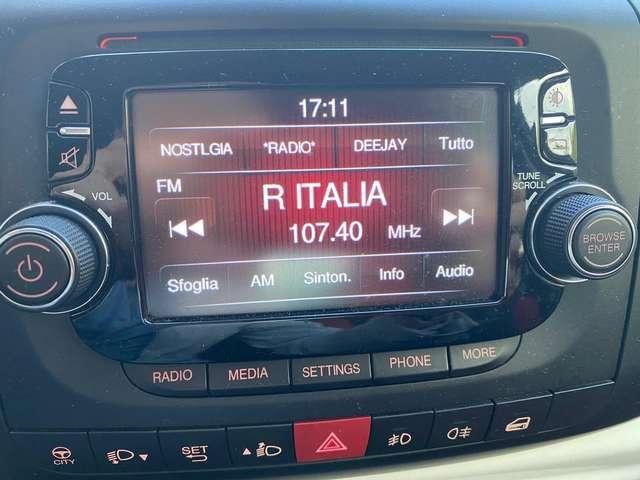 17:11
NOSTLGIA *RADIO* DEEJAY Tutto
FM
R ITALIA
107.40 MHz
Sfoglia AM Sinton. Info Audio
VOL
TUNE
SCROLL
BROWSE
ENTER
RADIO MEDIA SETTINGS PHONE MORE
CITY SET